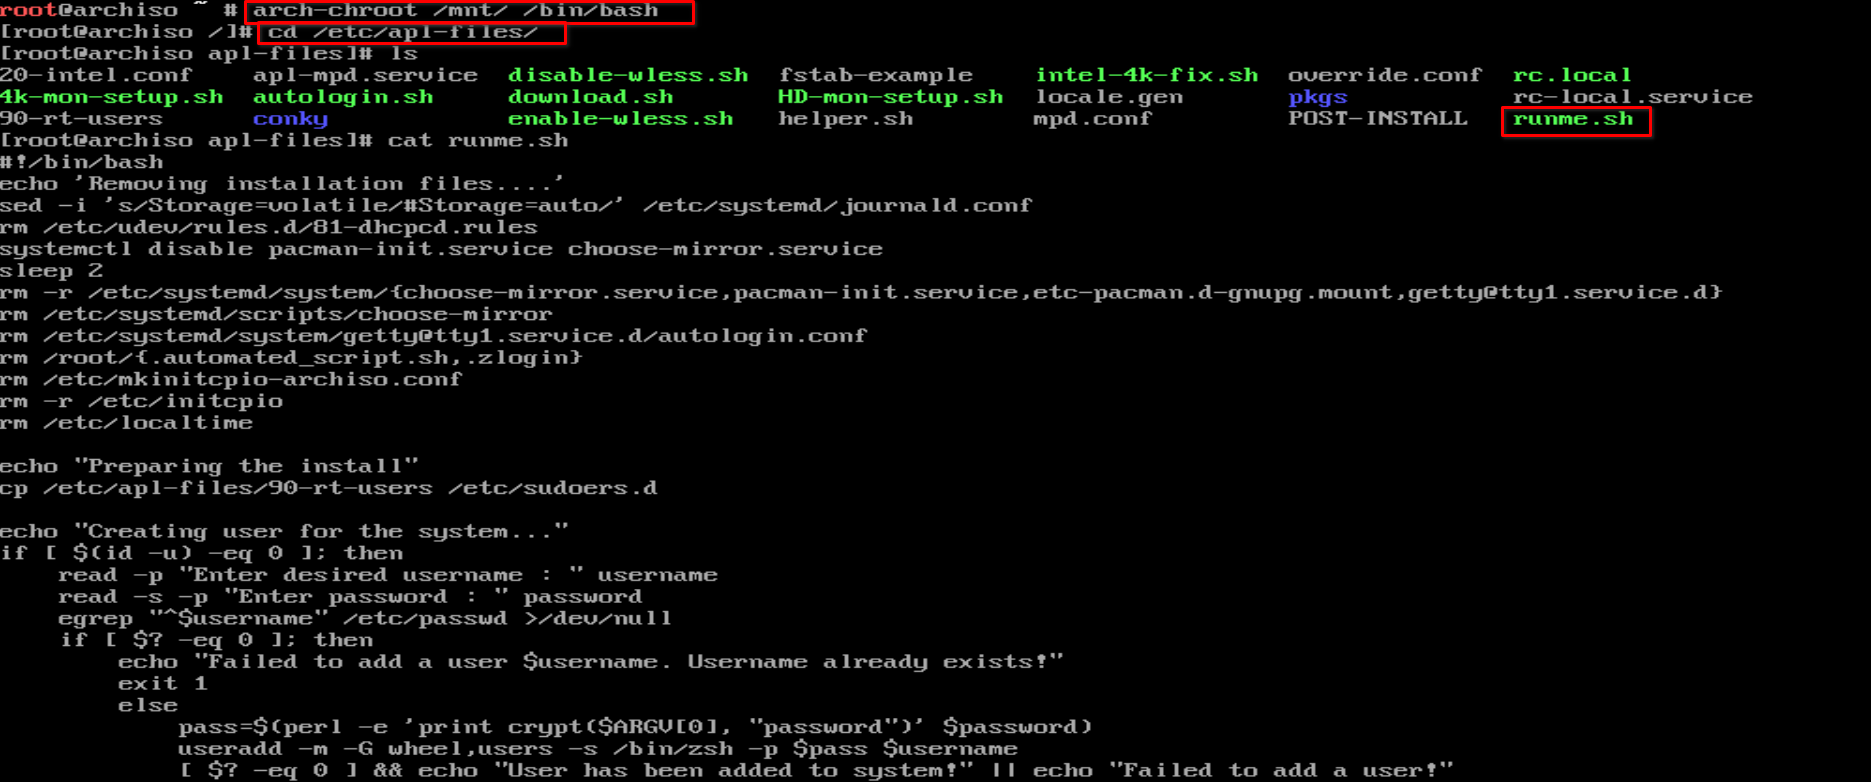 root@archiso ~ # arch-chroot /mnt/ /bin/bash
[root@archiso /]# cd /etc/apl-files/
[root@archiso apl-files]# ls
20-intel.conf    apl-mpd.service  disable-wless.sh  fstab-example    intel-4k-fix.sh  override.conf  rc.local
4k-mon-setup.sh  autologin.sh     download.sh       HD-mon-setup.sh  locale.gen       pkgs           rc-local.service
90-rt-users      conky            enable-wless.sh   helper.sh        mpd.conf         POST-INSTALL   runme.sh
[root@archiso apl-files]# cat runme.sh
#!/bin/bash
echo 'Removing installation files....'
sed -i 's/Storage=volatile/#Storage=auto/' /etc/systemd/journald.conf
rm /etc/udev/rules.d/81-dhcpcd.rules
systemctl disable pacman-init.service choose-mirror.service
sleep 2
rm -r /etc/systemd/system/{choose-mirror.service,pacman-init.service,etc-pacman.d-gnupg.mount,getty@tty1.service.d}
rm /etc/systemd/scripts/choose-mirror
rm /etc/systemd/system/getty@tty1.service.d/autologin.conf
rm /root/{.automated_script.sh,.zlogin}
rm /etc/mkinitcpio-archiso.conf
rm -r /etc/initcpio
rm /etc/localtime

echo "Preparing the install"
cp /etc/apl-files/90-rt-users /etc/sudoers.d

echo "Creating user for the system..."
if [ $(id -u) -eq 0 ]; then
    read -p "Enter desired username : " username
    read -s -p "Enter password : " password
    egrep "^$username" /etc/passwd >/dev/null
    if [ $? -eq 0 ]; then
        echo "Failed to add a user $username. Username already exists!"
        exit 1
        else
            pass=$(perl -e 'print crypt($ARGV[0], "password")' $password)
            useradd -m -G wheel,users -s /bin/zsh -p $pass $username
            [ $? -eq 0 ] && echo "User has been added to system!" || echo "Failed to add a user!"